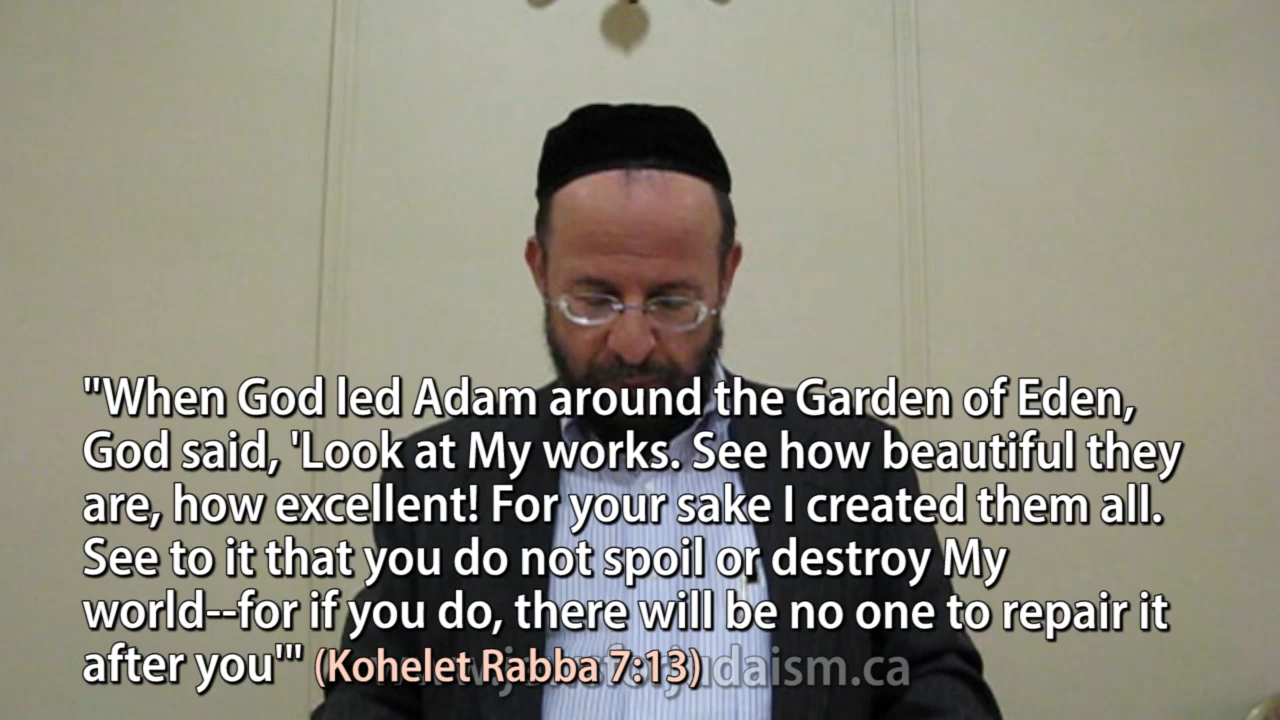 "When God led Adam around the Garden of Eden,
God said, 'Look at My works. See how beautiful they
are, how excellent! For your sake I created them all.
See to it that you do not spoil or destroy My
world--for if you do, there will be no one to repair it
after you'" (Kohelet Rabba 7:13)
daism.ca